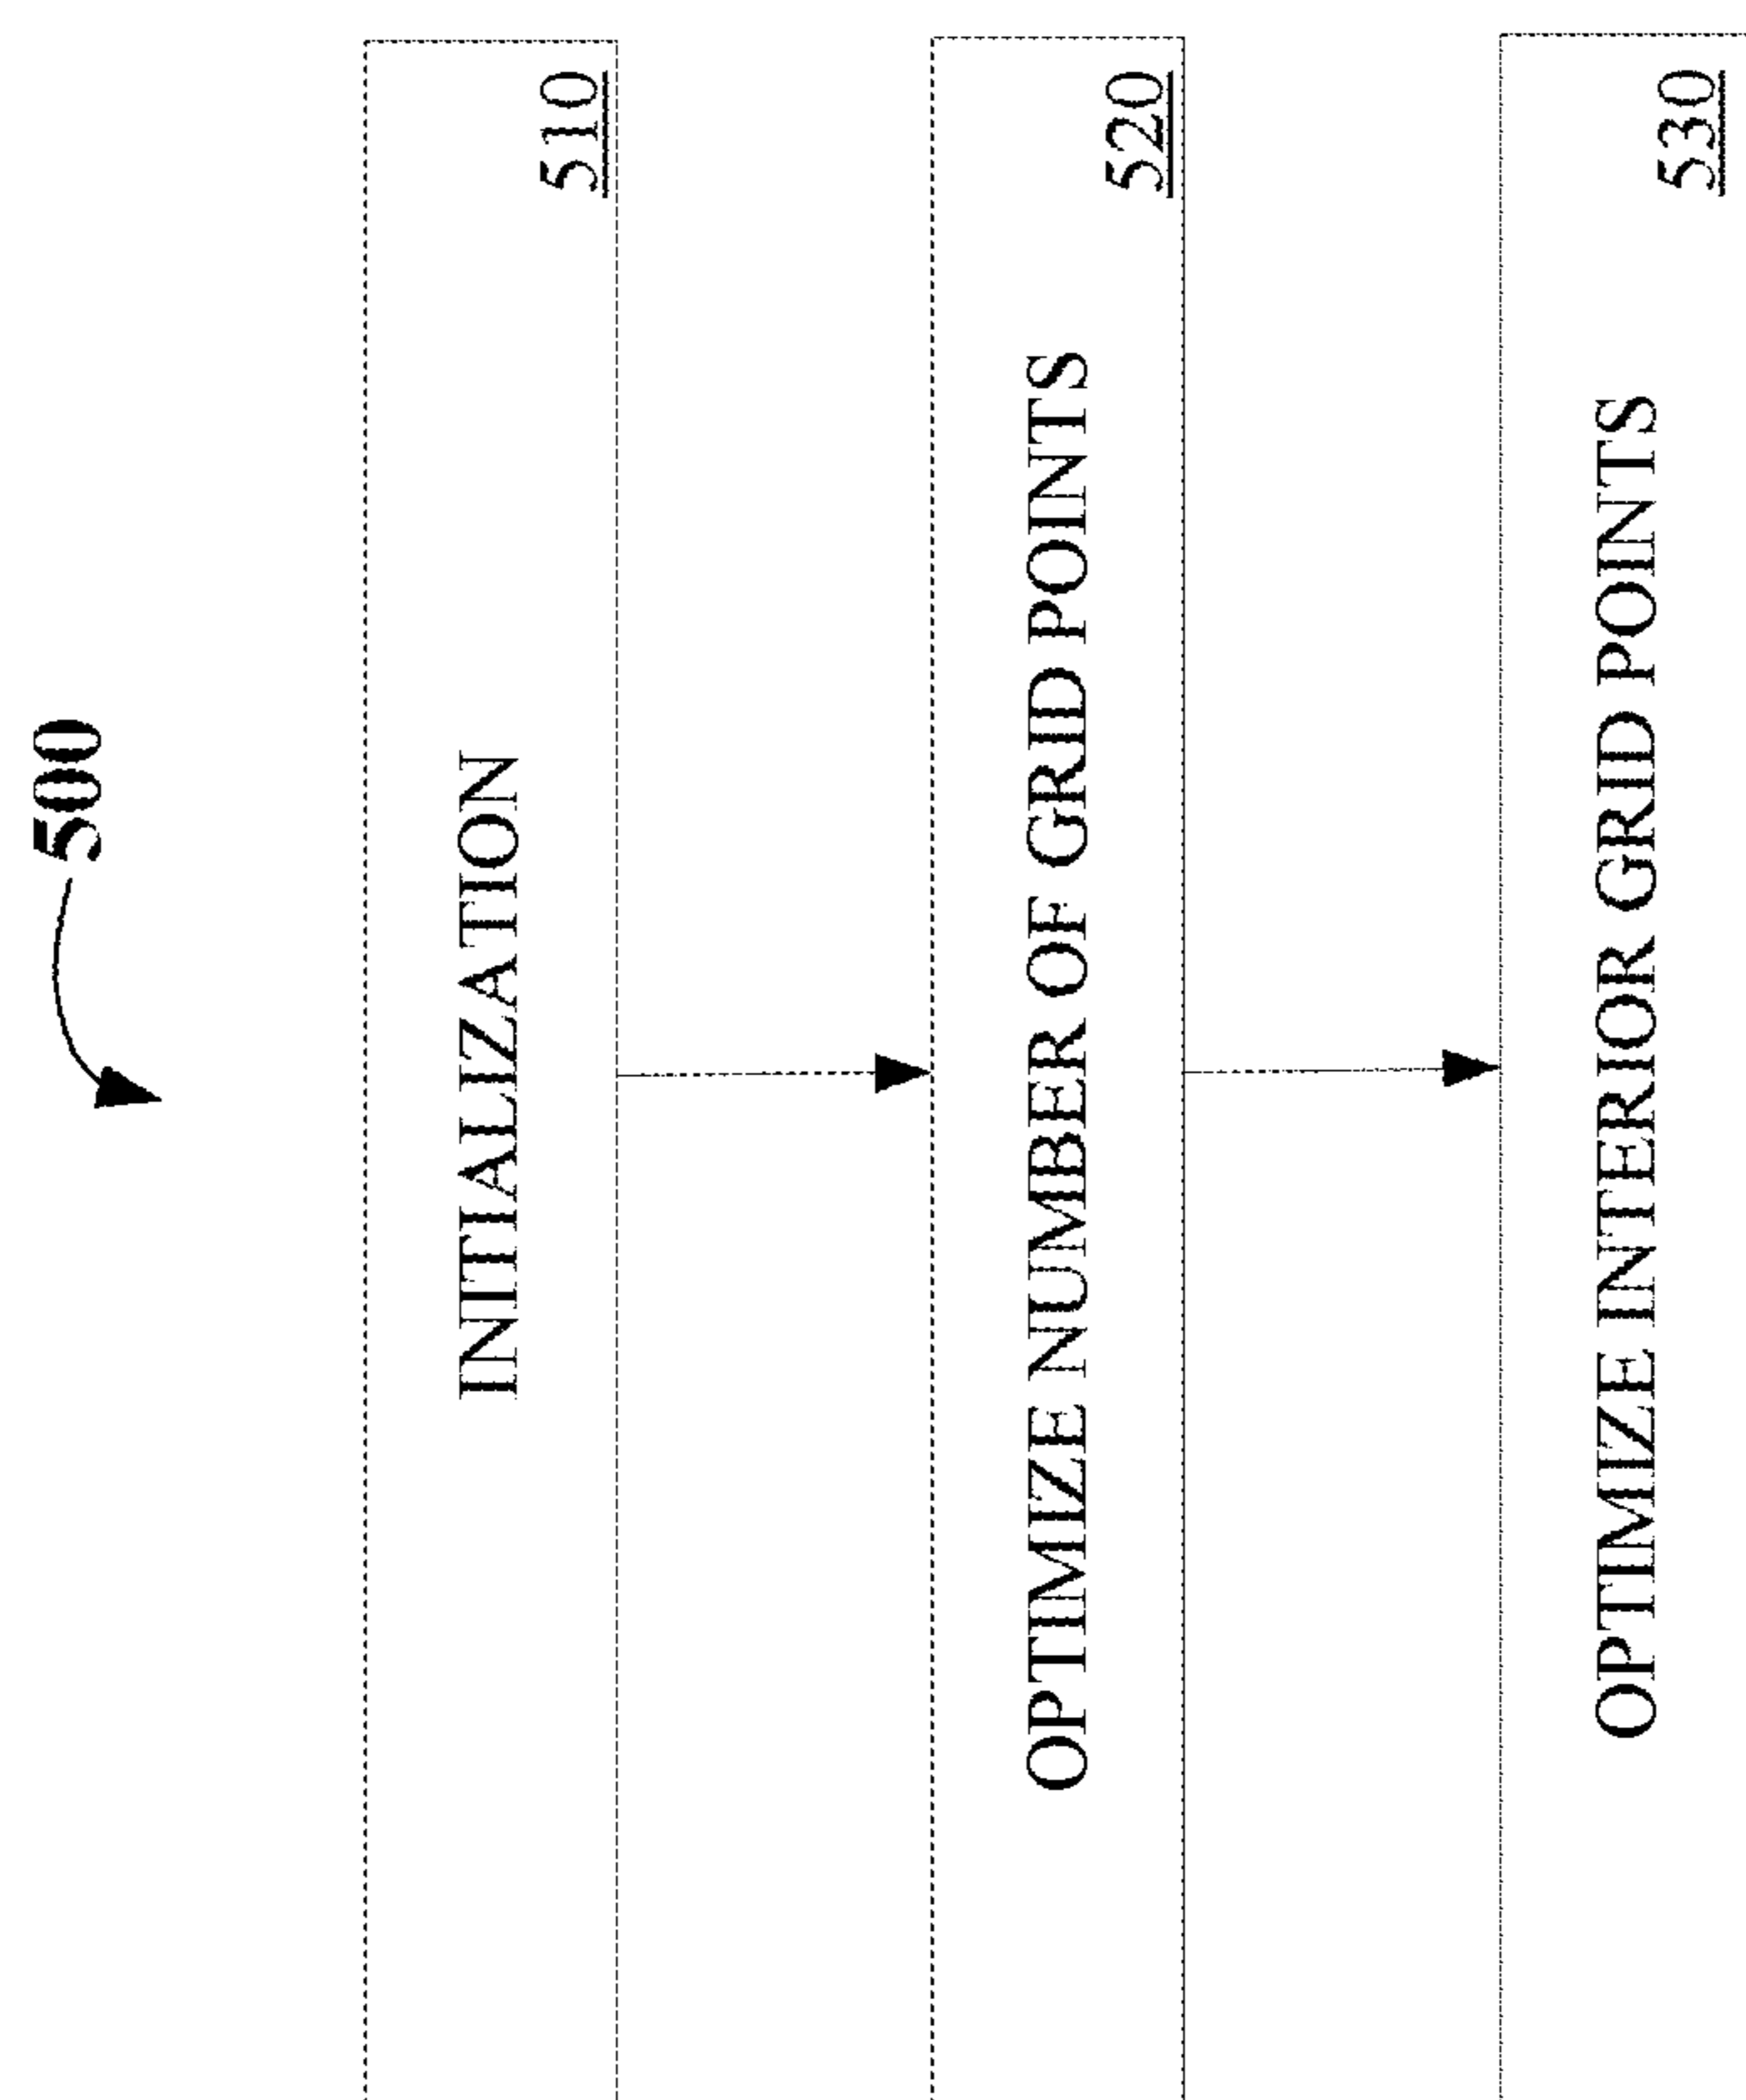 500
INITIALIZATION
510
OPTIMIZE NUMBER OF GRID POINTS
520
OPTIMIZE INTERIOR GRID POINTS
530